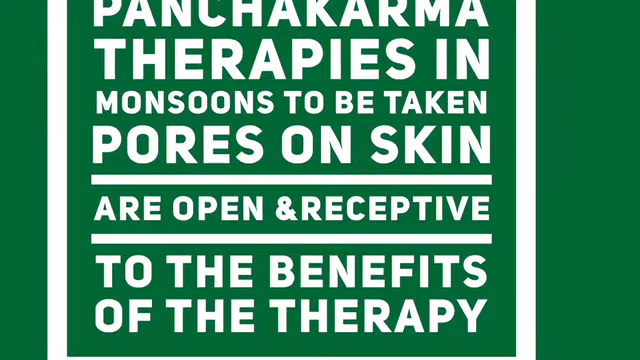 PANCHAKARMA
THERAPIES IN
MONSOONS TO BE TAKEN
PORES ON SKIN
ARE OPEN &RECEPTIVE
TO THE BENEFITS
OF THE THERAPY